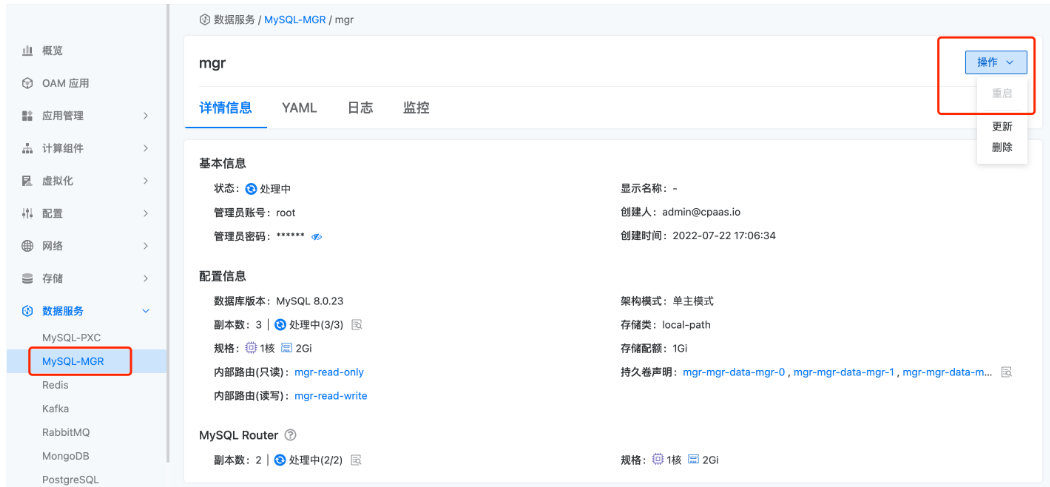 数据服务 / MySQL-MGR / mgr
概览
OAM 应用
应用管理
计算组件
虚拟化
配置
网络
存储
数据服务
MySQL-PXC
MySQL-MGR
Redis
Kafka
RabbitMQ
MongoDB
PostgreSQL
mgr
操作
重启
更新
删除
详情信息 YAML 日志 监控
基本信息
状态： 处理中
显示名称： -
管理员账号： root
创建人： admin@cpaas.io
管理员密码： ******
创建时间： 2022-07-22 17:06:34
配置信息
数据库版本： MySQL 8.0.23
架构模式： 单主模式
副本数： 3 | 处理中(3/3)
存储类： local-path
规格： 1核 2Gi
存储配额： 1Gi
内部路由(只读)： mgr-read-only
持久卷声明： mgr-mgr-data-mgr-0 , mgr-mgr-data-mgr-1 , mgr-mgr-data-m...
内部路由(读写)： mgr-read-write
MySQL Router
副本数： 2 | 处理中(2/2)
规格： 1核 2Gi